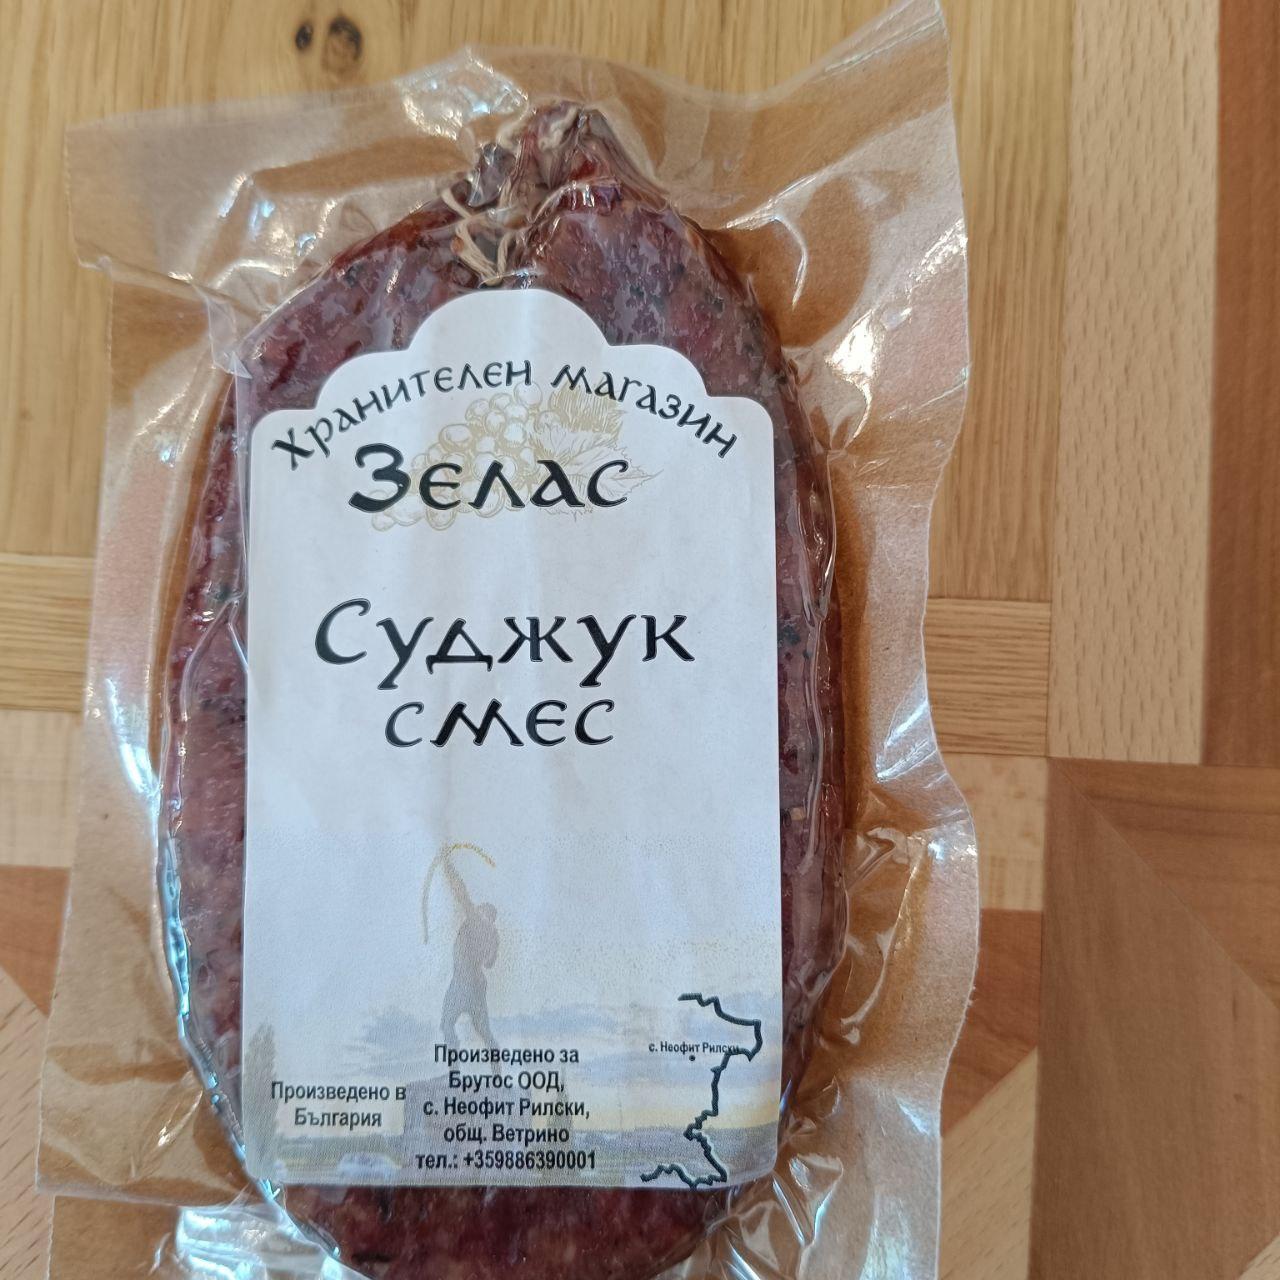 Хранителен магазин
Зелас
Суджук
смес
Произведено в
България
Произведено за
Брутос ООД,
с. Неофит Рилски,
общ. Ветрино
тел.: +359886390001
с. Неофит Рилски